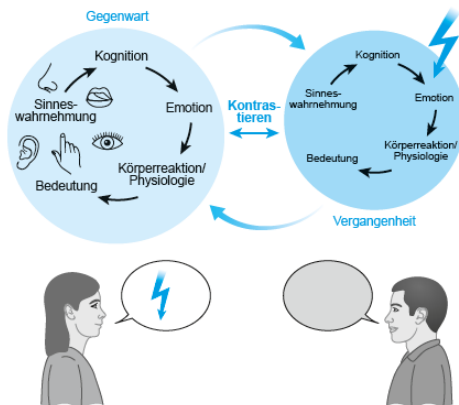 Gegenwart
Kognition
Sinnes-
wahrnehmung
Emotion
Körperreaktion/
Physiologie
Bedeutung
Kontras-
tieren
Kognition
Sinnes-
wahrnehmung
Emotion
Körperreaktion/
Physiologie
Bedeutung
Vergangenheit